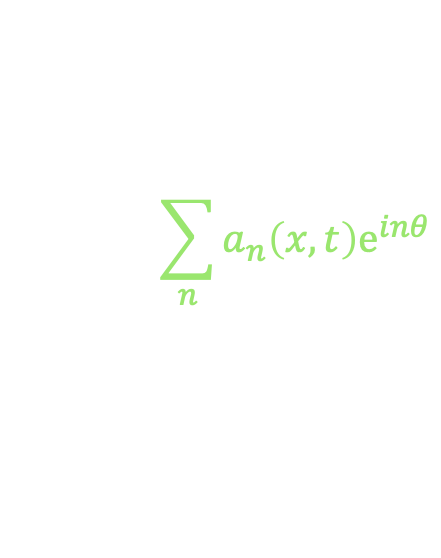 ∑ₙ aₙ(x, t)e^{inθ}